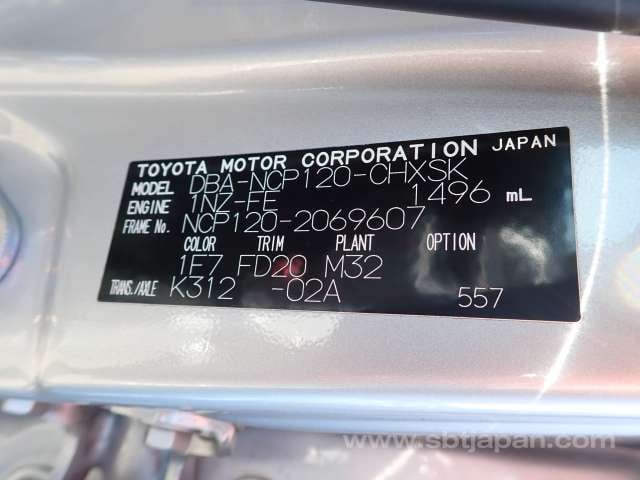 TOYOTA MOTOR CORPORATION JAPAN
MODEL DBA-NCP120-CHXSK
ENGINE 1NZ-FE 1496 mL
FRAME No. NCP120-2069607
COLOR TRIM PLANT OPTION
1F7 FD20 M32
TRANS./AXLE K312 -02A 557
www.sbtjapan.com